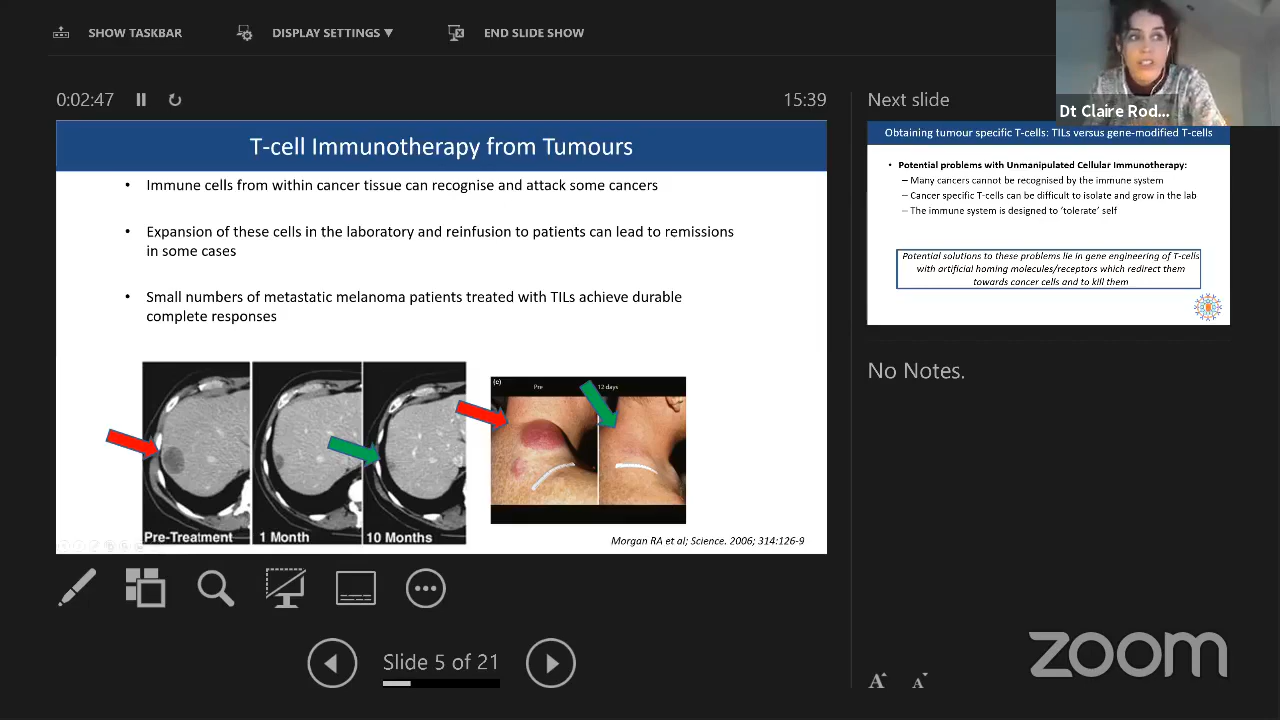 SHOW TASKBAR
DISPLAY SETTINGS ▼
END SLIDE SHOW
Dt Claire Rod...
0:02:47
15:39
Next slide
T-cell Immunotherapy from Tumours
• Immune cells from within cancer tissue can recognise and attack some cancers
• Expansion of these cells in the laboratory and reinfusion to patients can lead to remissions
in some cases
• Small numbers of metastatic melanoma patients treated with TILs achieve durable
complete responses
Pre-Treatment
1 Month
10 Months
(c)
Pre
12 days
Morgan RA et al; Science. 2006; 314:126-9
Obtaining tumour specific T-cells: TILs versus gene-modified T-cells
• Potential problems with Unmanipulated Cellular Immunotherapy:
– Many cancers cannot be recognised by the immune system
– Cancer specific T-cells can be difficult to isolate and grow in the lab
– The immune system is designed to ‘tolerate’ self
Potential solutions to these problems lie in gene engineering of T-cells
with artificial homing molecules/receptors which redirect them
towards cancer cells and to kill them
No Notes.
Slide 5 of 21
A A
zoom